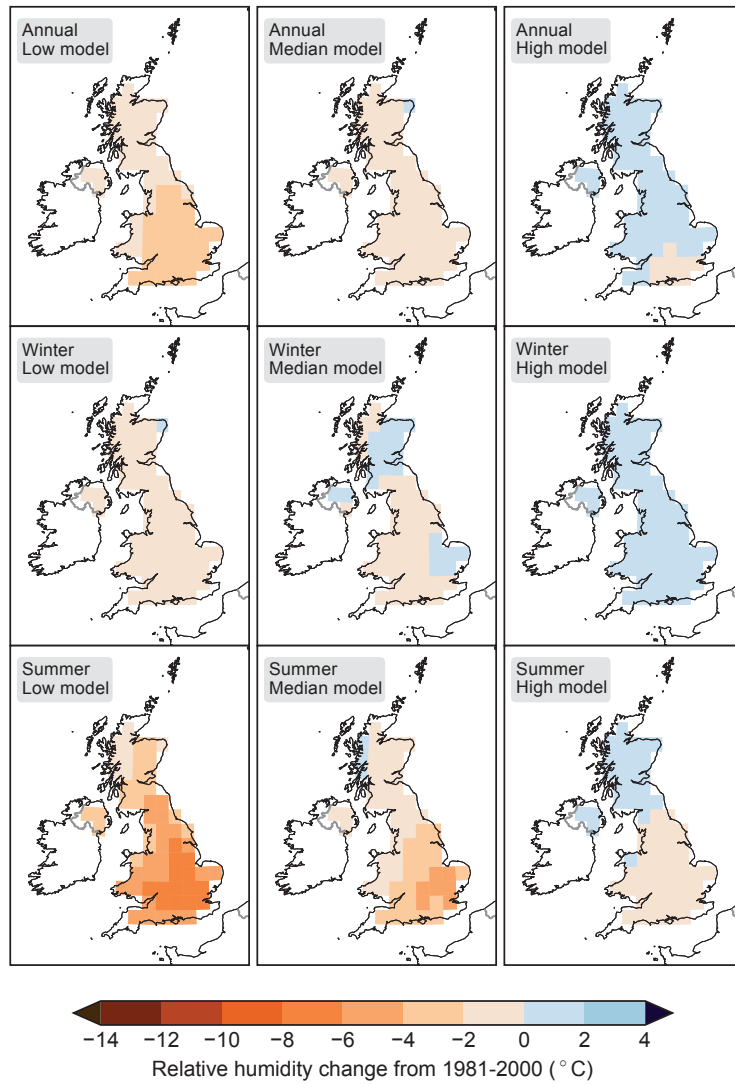 Annual
Low model
Annual
Median model
Annual
High model
Winter
Low model
Winter
Median model
Winter
High model
Summer
Low model
Summer
Median model
Summer
High model
−14 −12 −10 −8 −6 −4 −2 0 2 4
Relative humidity change from 1981-2000 (°C)